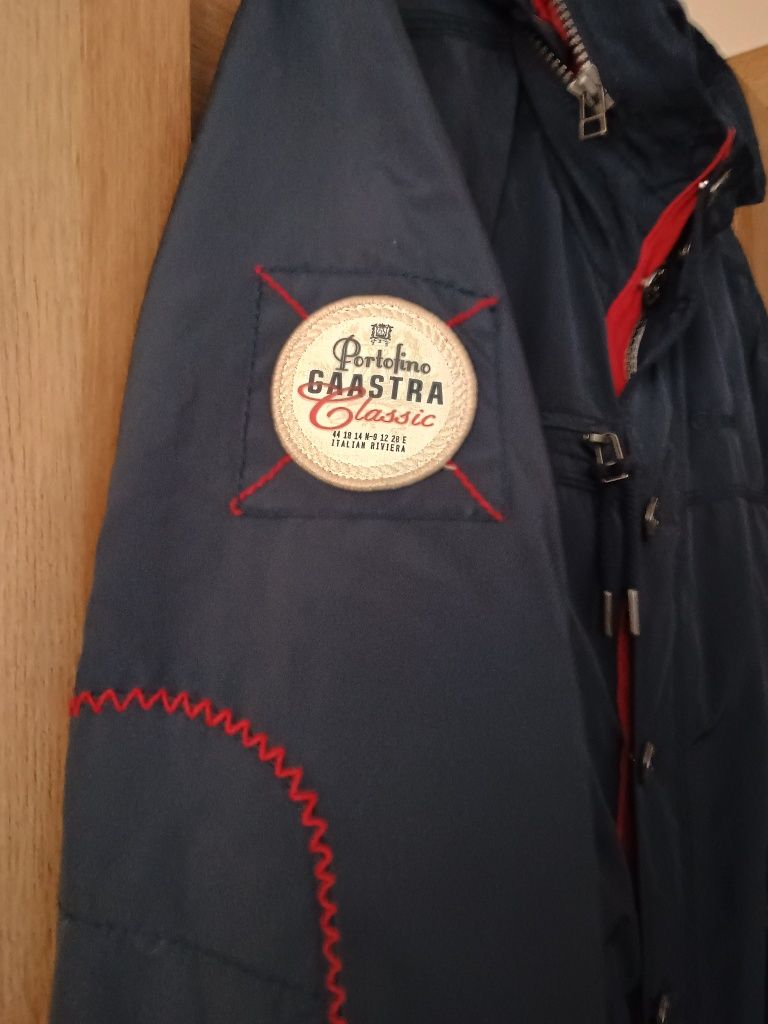 Portofino
GAASTRA
Classic
44 18 14 N-9 12 28 E
ITALIAN RIVIERA